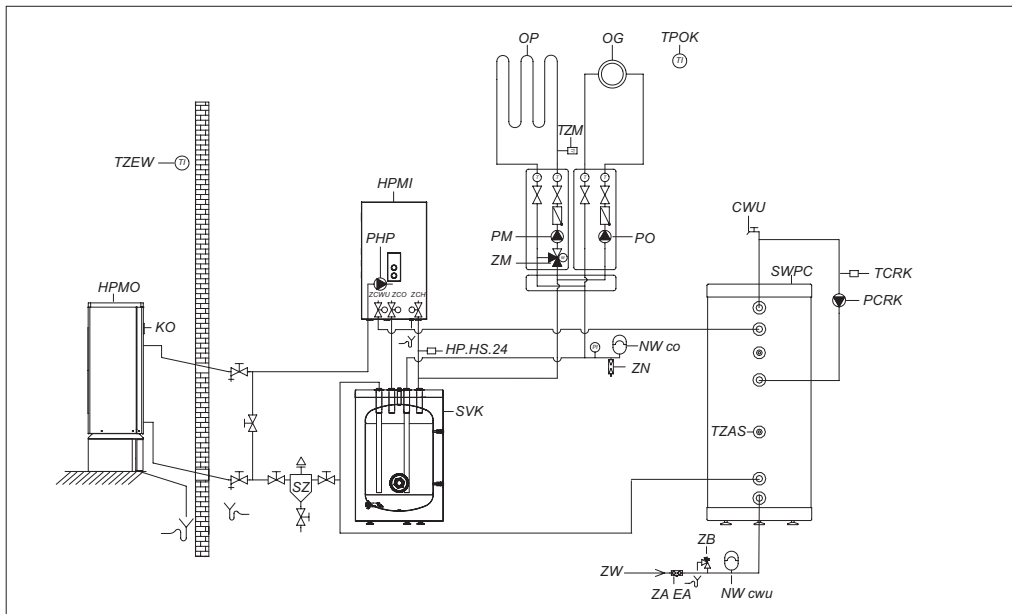 OP
OG
TPOK
TI
TZM
TZEW
TI
HPMI
T
T
T
T
CWU
PHP
PM
PO
ZM
M
SWPC
TCRK
HPMO
ZCWU
ZCO
ZCH
PCRK
KO
HP.HS.24
PI
NW co
ZN
SVK
TZAS
SZ
ZB
ZW
ZA EA
NW cwu